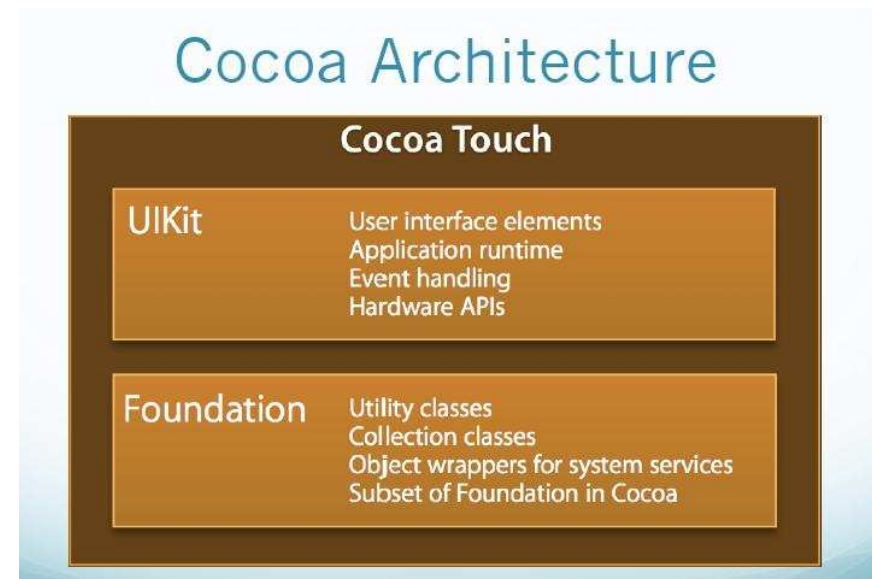 Cocoa Architecture
Cocoa Touch
UIKit
User interface elements
Application runtime
Event handling
Hardware APIs
Foundation
Utility classes
Collection classes
Object wrappers for system services
Subset of Foundation in Cocoa